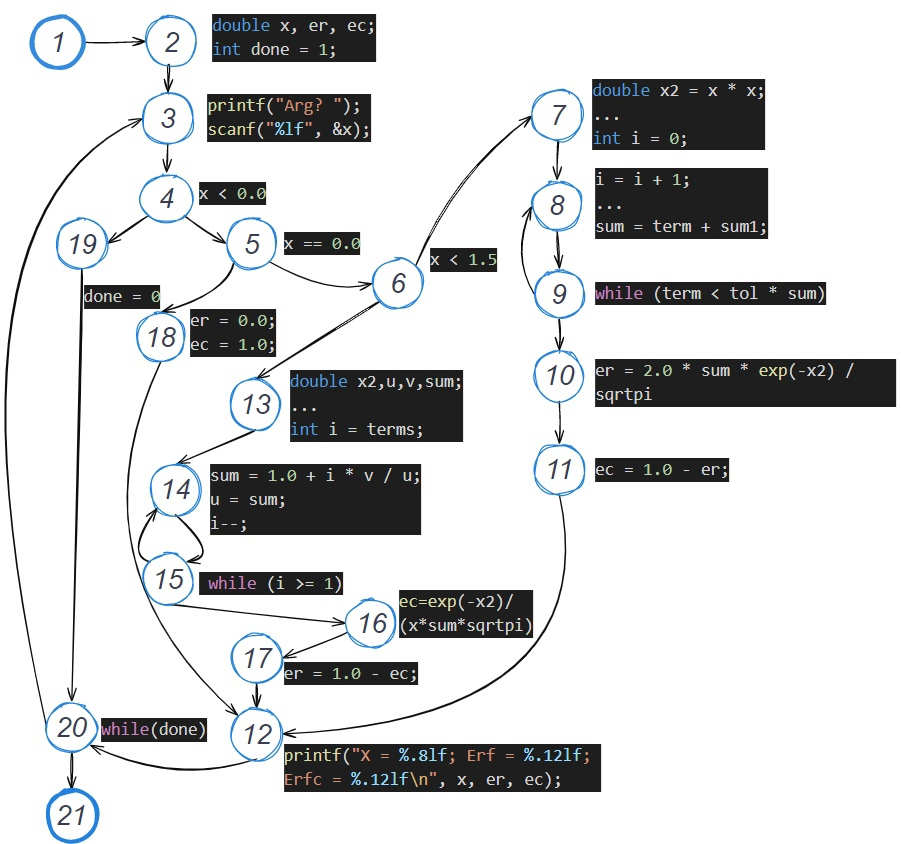 1
2
double x, er, ec;
int done = 1;
3
printf("Arg? ");
scanf("%lf", &x);
4
x < 0.0
19
done = 0
5
x == 0.0
18
er = 0.0;
ec = 1.0;
6
x < 1.5
7
double x2 = x * x;
...
int i = 0;
8
i = i + 1;
...
sum = term + sum1;
9
while (term < tol * sum)
10
er = 2.0 * sum * exp(-x2) /
sqrtpi
11
ec = 1.0 - er;
13
double x2,u,v,sum;
...
int i = terms;
14
sum = 1.0 + i * v / u;
u = sum;
i--;
15
while (i >= 1)
16
ec=exp(-x2)/
(x*sum*sqrtpi)
17
er = 1.0 - ec;
12
printf("X = %.8lf; Erf = %.12lf;
Erfc = %.12lf\n", x, er, ec);
20
while(done)
21